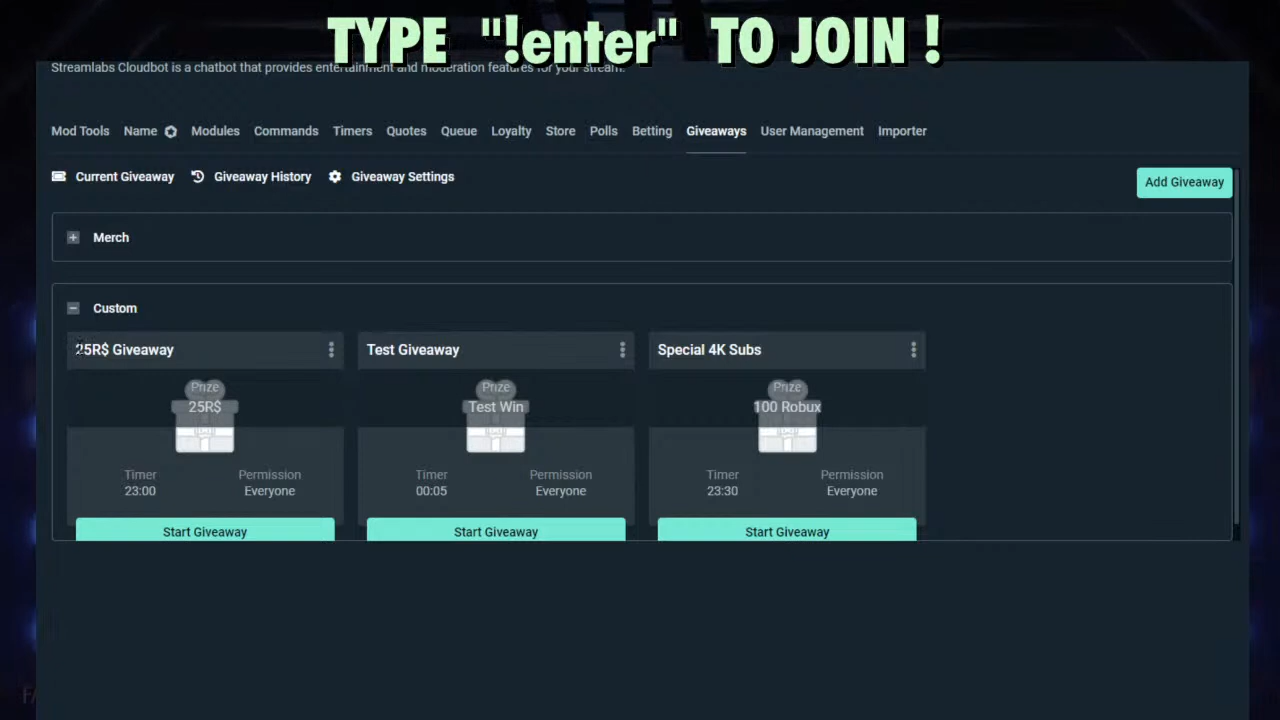 TYPE "!enter" TO JOIN !
Streamlabs Cloudbot is a chatbot that provides entertainment and moderation features for your stream.
Mod Tools Name Modules Commands Timers Quotes Queue Loyalty Store Polls Betting Giveaways User Management Importer
Current Giveaway Giveaway History Giveaway Settings Add Giveaway
Merch
Custom
25R$ Giveaway Test Giveaway Special 4K Subs
Prize Prize Prize
25R$ Test Win 100 Robux
Timer Permission Timer Permission Timer Permission
23:00 Everyone 00:05 Everyone 23:30 Everyone
Start Giveaway Start Giveaway Start Giveaway